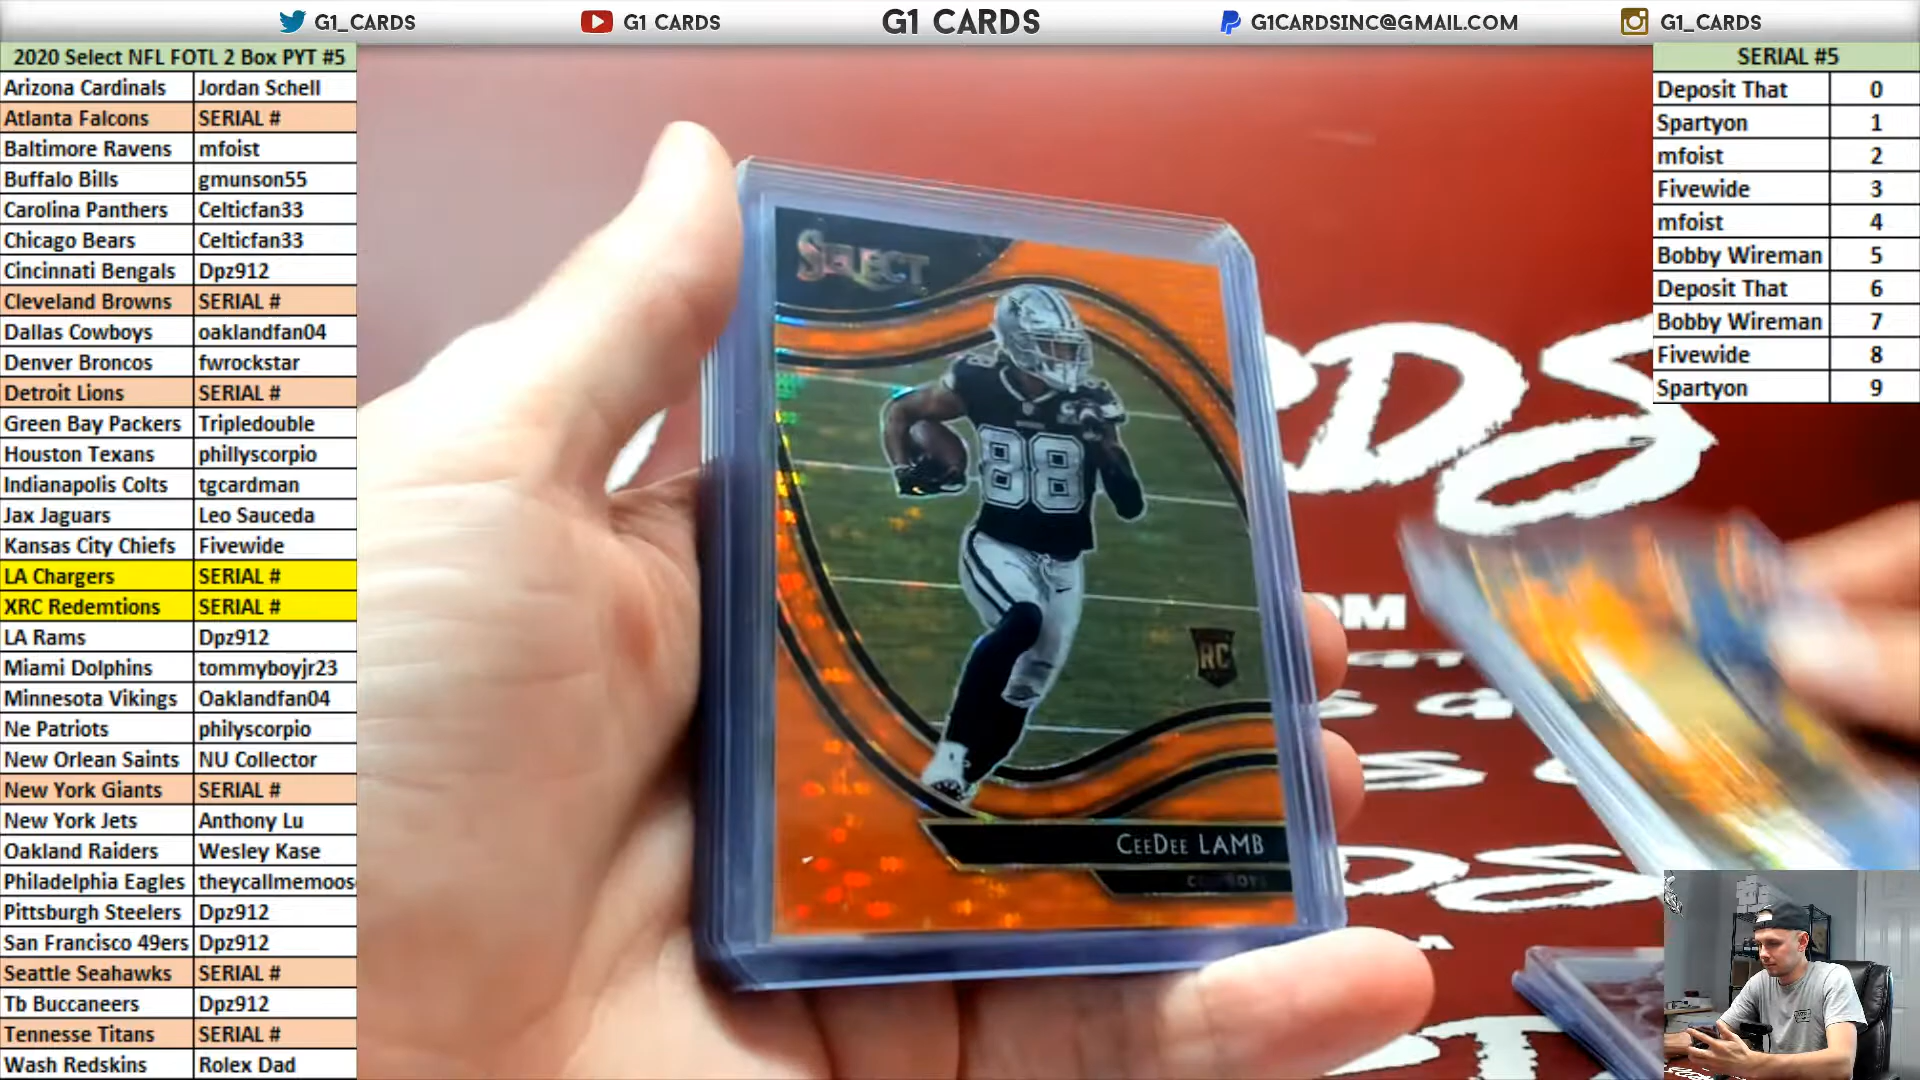 G1_CARDS
G1 CARDS
G1 CARDS
G1CARDSINC@GMAIL.COM
G1_CARDS
2020 Select NFL FOTL 2 Box PYT #5
Arizona Cardinals Jordan Schell
Atlanta Falcons SERIAL #
Baltimore Ravens mfoist
Buffalo Bills gmunson55
Carolina Panthers Celticfan33
Chicago Bears Celticfan33
Cincinnati Bengals Dpz912
Cleveland Browns SERIAL #
Dallas Cowboys oaklandfan04
Denver Broncos fwrockstar
Detroit Lions SERIAL #
Green Bay Packers Tripledouble
Houston Texans phillyscorpio
Indianapolis Colts tgcardman
Jax Jaguars Leo Sauceda
Kansas City Chiefs Fivewide
LA Chargers SERIAL #
XRC Redemtions SERIAL #
LA Rams Dpz912
Miami Dolphins tommyboyjr23
Minnesota Vikings Oaklandfan04
Ne Patriots philyscorpio
New Orlean Saints NU Collector
New York Giants SERIAL #
New York Jets Anthony Lu
Oakland Raiders Wesley Kase
Philadelphia Eagles theycallmemoos
Pittsburgh Steelers Dpz912
San Francisco 49ers Dpz912
Seattle Seahawks SERIAL #
Tb Buccaneers Dpz912
Tennesse Titans SERIAL #
Wash Redskins Rolex Dad
SERIAL #5
Deposit That 0
Spartyon 1
mfoist 2
Fivewide 3
mfoist 4
Bobby Wireman 5
Deposit That 6
Bobby Wireman 7
Fivewide 8
Spartyon 9
SELECT
88
RC
CEEDEE LAMB
COWBOYS